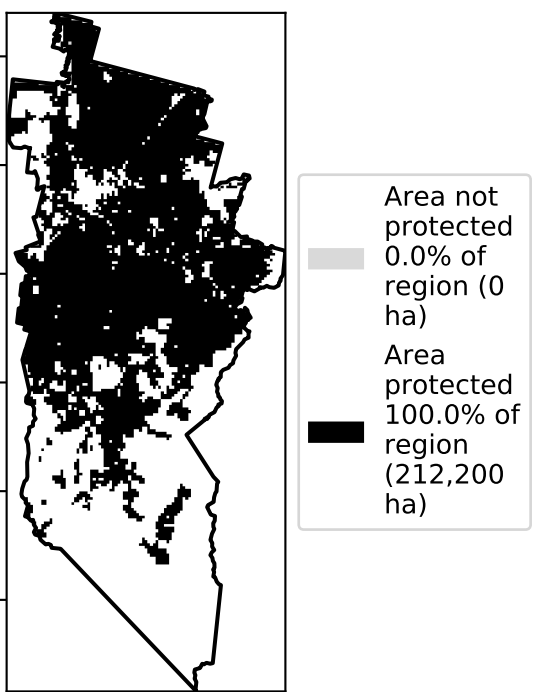 Area not
protected
0.0% of
region (0
ha)
Area
protected
100.0% of
region
(212,200
ha)